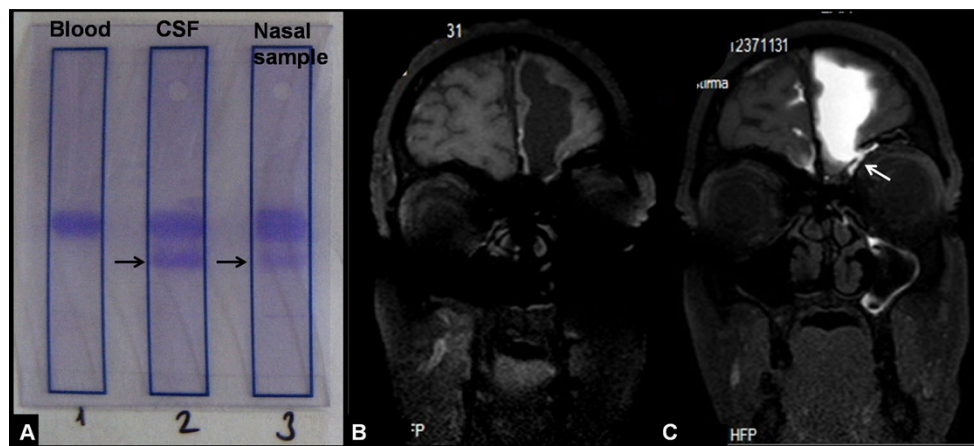 Blood CSF Nasal sample
1 2 3
A
31
FP
B
12371131
HFP
C